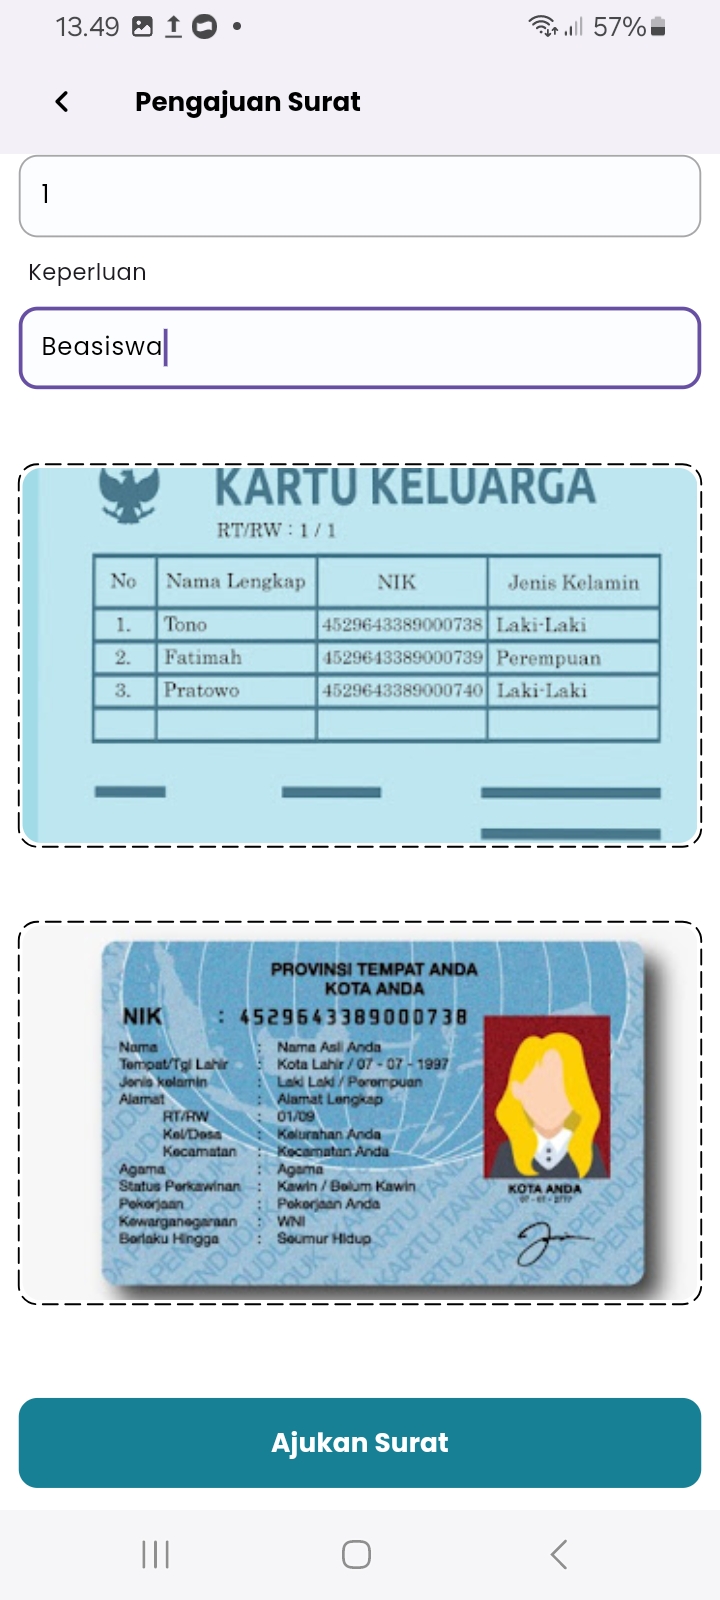 13.49 57%
Pengajuan Surat
1
Keperluan
Beasiswa
KARTU KELUARGA
RT/RW : 1 / 1
No Nama Lengkap NIK Jenis Kelamin
1. Tono 4529643389000738 Laki-Laki
2. Fatimah 4529643389000739 Perempuan
3. Pratowo 4529643389000740 Laki-Laki
PROVINSI TEMPAT ANDA
KOTA ANDA
NIK : 4529643389000738
Nama : Nama Asli Anda
Tempat/Tgl Lahir : Kota Lahir / 07 - 07 - 1997
Jenis kelamin : Laki Laki / Perempuan
Alamat : Alamat Lengkap
RT/RW : 01/09
Kel/Desa : Kelurahan Anda
Kecamatan : Kecamatan Anda
Agama : Agama
Status Perkawinan : Kawin / Belum Kawin
Pekerjaan : Pekerjaan Anda
Kewarganegaraan : WNI
Berlaku Hingga : Seumur Hidup
KOTA ANDA
Ajukan Surat